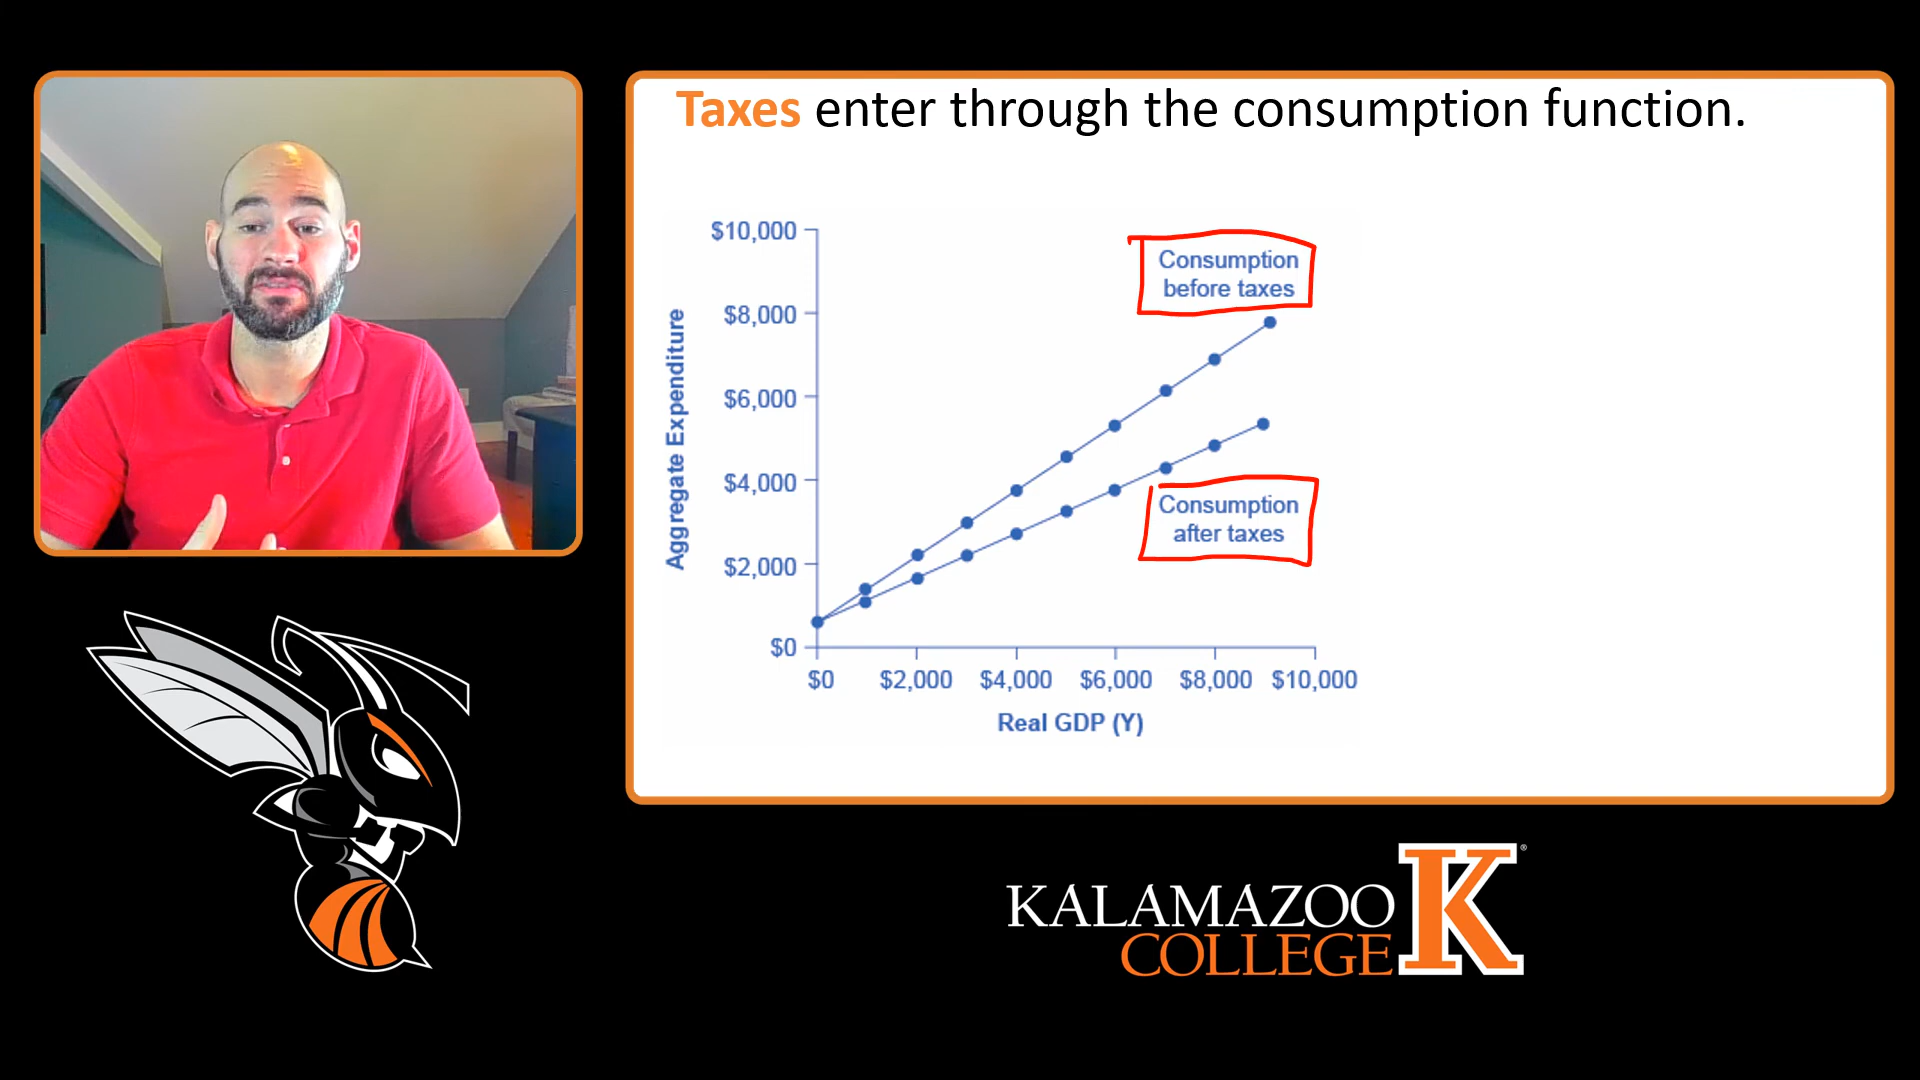 Taxes enter through the consumption function.
$10,000
$8,000
$6,000
$4,000
$2,000
$0
Aggregate Expenditure
Consumption
before taxes
Consumption
after taxes
$0 $2,000 $4,000 $6,000 $8,000 $10,000
Real GDP (Y)
KALAMAZOO
COLLEGE
K®